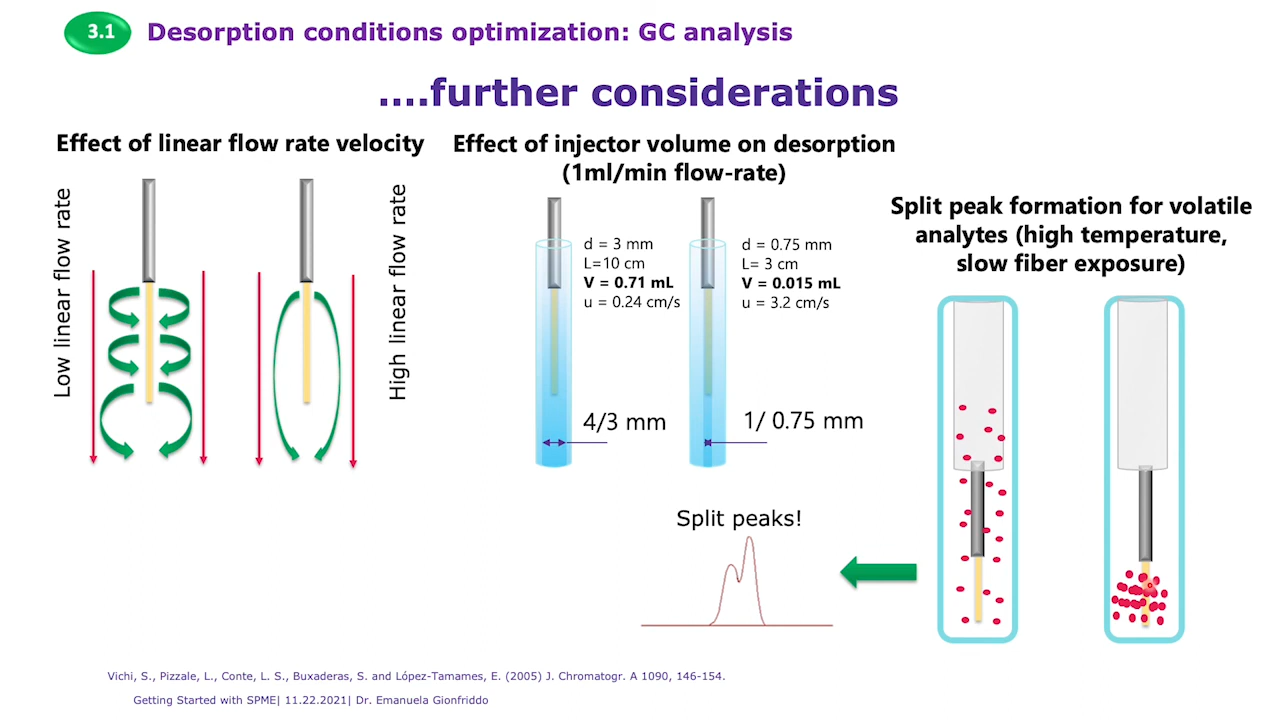 3.1
Desorption conditions optimization: GC analysis
....further considerations
Effect of linear flow rate velocity
Low linear flow rate
High linear flow rate
Effect of injector volume on desorption
(1ml/min flow-rate)
d = 3 mm
L=10 cm
V = 0.71 mL
u = 0.24 cm/s
4/3 mm
d = 0.75 mm
L= 3 cm
V = 0.015 mL
u = 3.2 cm/s
1/ 0.75 mm
Split peak formation for volatile
analytes (high temperature,
slow fiber exposure)
Split peaks!
Vichi, S., Pizzale, L., Conte, L. S., Buxaderas, S. and López-Tamames, E. (2005) J. Chromatogr. A 1090, 146-154.
Getting Started with SPME| 11.22.2021| Dr. Emanuela Gionfriddo